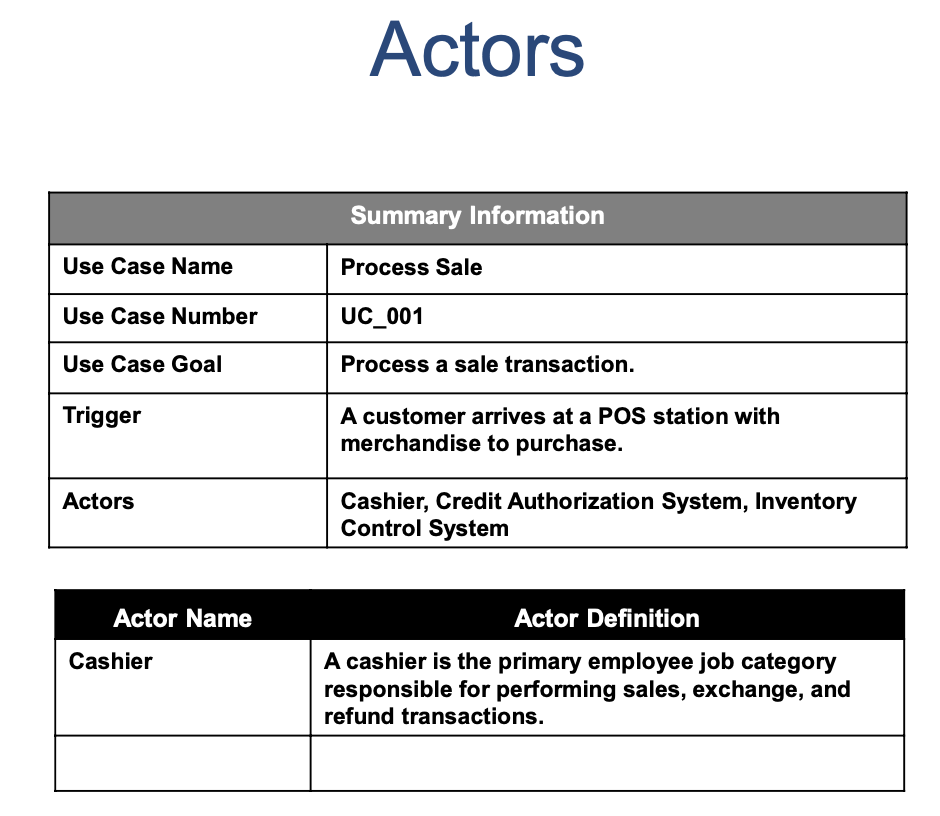 Actors
Summary Information
Use Case Name
Process Sale
Use Case Number
UC_001
Use Case Goal
Process a sale transaction.
Trigger
A customer arrives at a POS station with
merchandise to purchase.
Actors
Cashier, Credit Authorization System, Inventory
Control System
Actor Name
Actor Definition
Cashier
A cashier is the primary employee job category
responsible for performing sales, exchange, and
refund transactions.